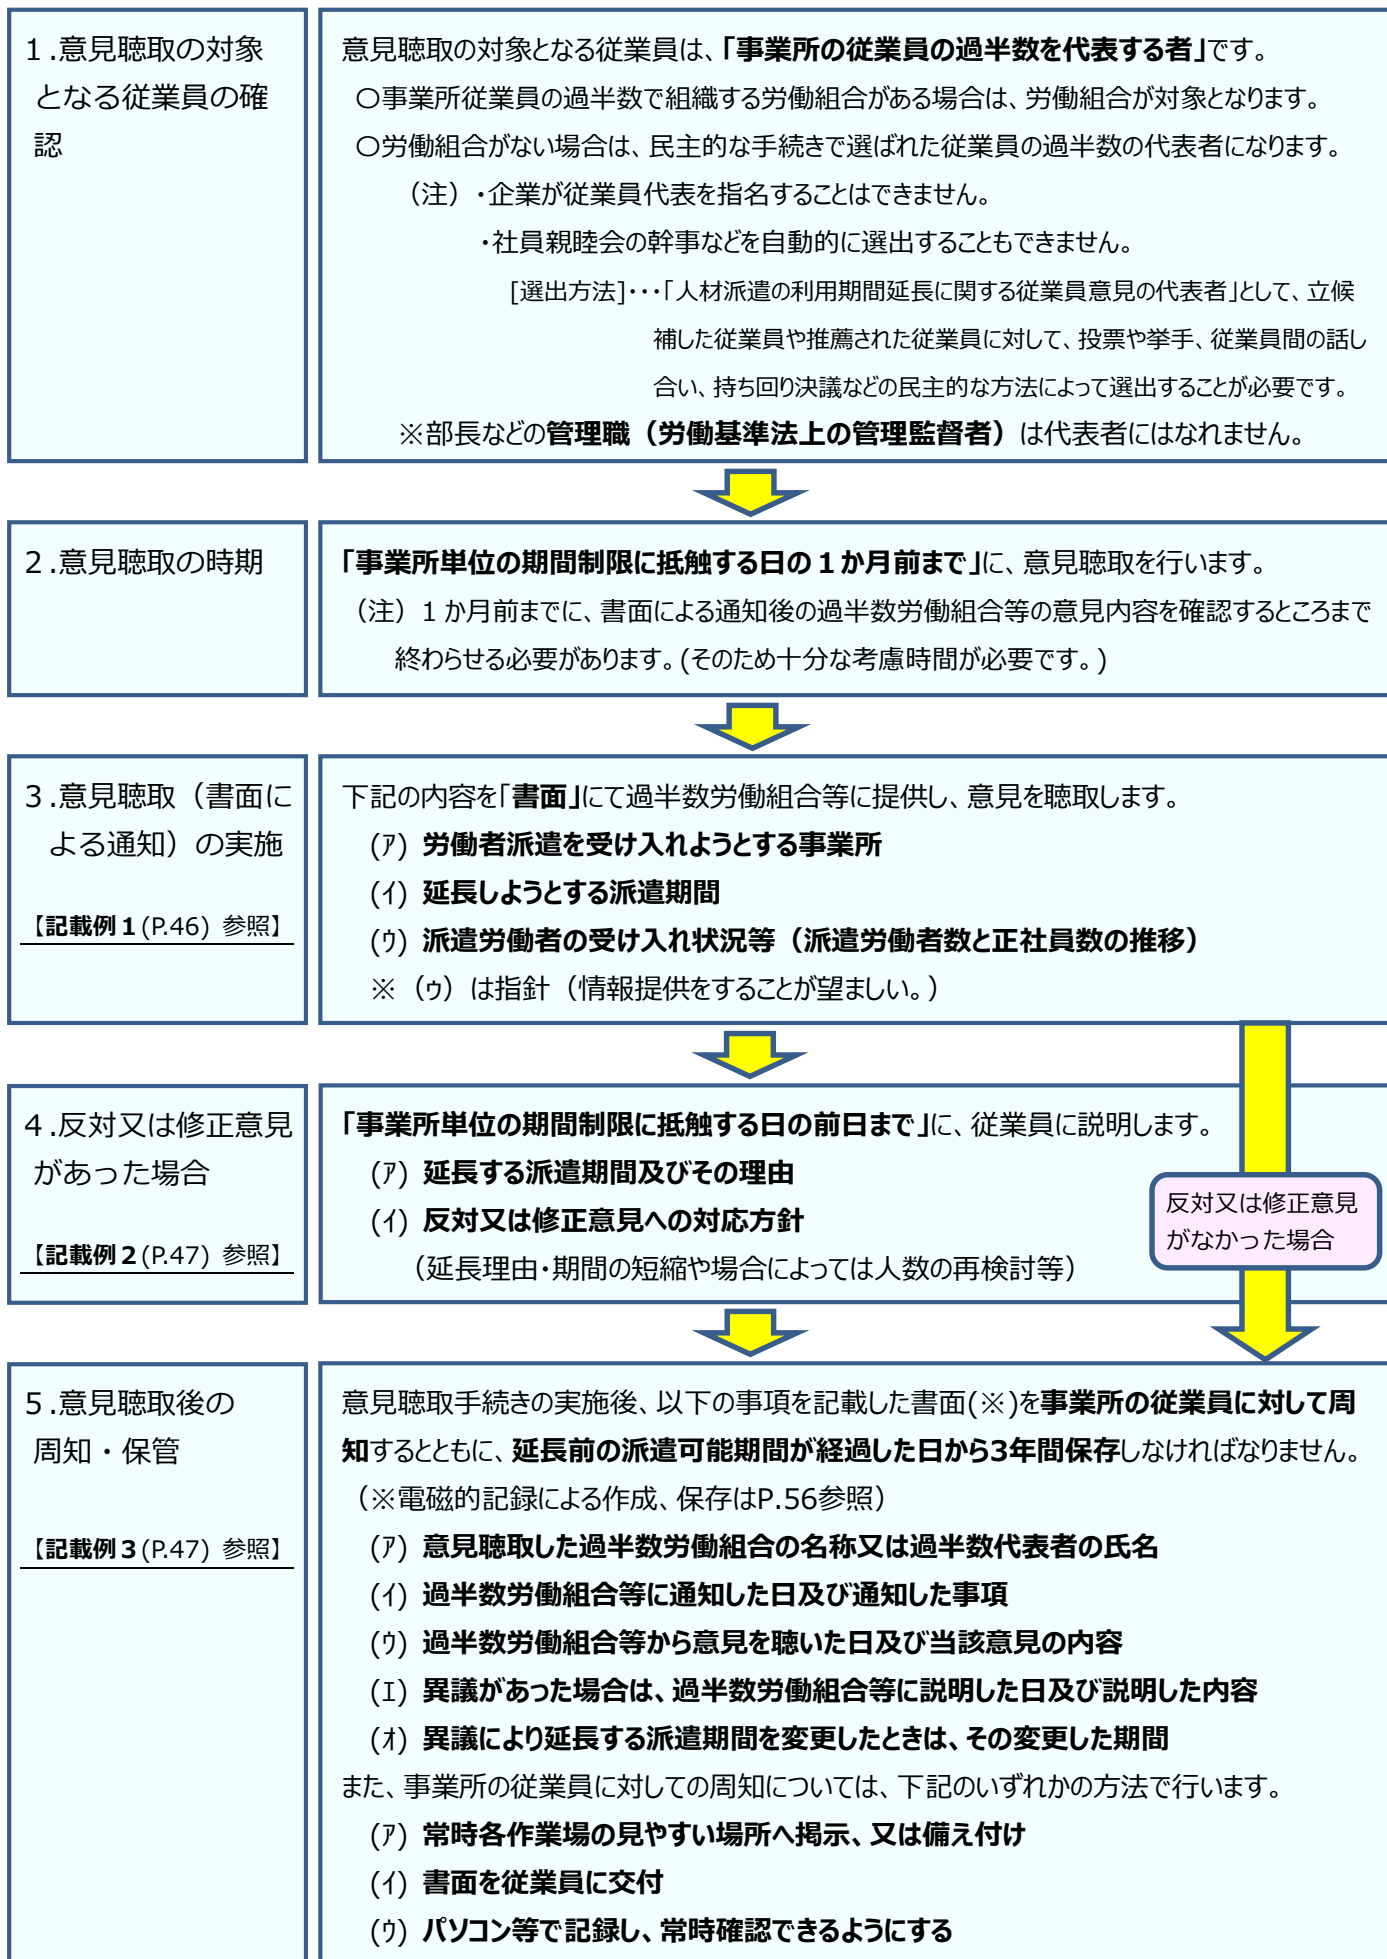 １.意見聴取の対象
となる従業員の確
認
意見聴取の対象となる従業員は、「事業所の従業員の過半数を代表する者」です。
〇事業所従業員の過半数で組織する労働組合がある場合は、労働組合が対象となります。
〇労働組合がない場合は、民主的な手続きで選ばれた従業員の過半数の代表者になります。
（注）・企業が従業員代表を指名することはできません。
・社員親睦会の幹事などを自動的に選出することもできません。
[選出方法]・・・「人材派遣の利用期間延長に関する従業員意見の代表者」として、立候
補した従業員や推薦された従業員に対して、投票や挙手、従業員間の話し
合い、持ち回り決議などの民主的な方法によって選出することが必要です。
※部長などの管理職（労働基準法上の管理監督者）は代表者にはなれません。
２.意見聴取の時期
「事業所単位の期間制限に抵触する日の１か月前まで」に、意見聴取を行います。
（注）１か月前までに、書面による通知後の過半数労働組合等の意見内容を確認するところまで
終わらせる必要があります。(そのため十分な考慮時間が必要です。)
３.意見聴取（書面に
よる通知）の実施
【記載例１(P.46) 参照】
下記の内容を「書面」にて過半数労働組合等に提供し、意見を聴取します。
(ｱ) 労働者派遣を受け入れようとする事業所
(ｲ) 延長しようとする派遣期間
(ｳ) 派遣労働者の受け入れ状況等（派遣労働者数と正社員数の推移）
※（ｩ）は指針（情報提供をすることが望ましい。）
４.反対又は修正意見
があった場合
【記載例２(P.47) 参照】
「事業所単位の期間制限に抵触する日の前日まで」に、従業員に説明します。
(ｱ) 延長する派遣期間及びその理由
(ｲ) 反対又は修正意見への対応方針
（延長理由・期間の短縮や場合によっては人数の再検討等）
反対又は修正意見
がなかった場合
５.意見聴取後の
周知・保管
【記載例３(P.47) 参照】
意見聴取手続きの実施後、以下の事項を記載した書面(※)を事業所の従業員に対して周
知するとともに、延長前の派遣可能期間が経過した日から3年間保存しなければなりません。
（※電磁的記録による作成、保存はP.56参照）
(ｱ) 意見聴取した過半数労働組合の名称又は過半数代表者の氏名
(ｲ) 過半数労働組合等に通知した日及び通知した事項
(ｳ) 過半数労働組合等から意見を聴いた日及び当該意見の内容
(ｴ) 異議があった場合は、過半数労働組合等に説明した日及び説明した内容
(ｵ) 異議により延長する派遣期間を変更したときは、その変更した期間
また、事業所の従業員に対しての周知については、下記のいずれかの方法で行います。
(ｱ) 常時各作業場の見やすい場所へ掲示、又は備え付け
(ｲ) 書面を従業員に交付
(ｳ) パソコン等で記録し、常時確認できるようにする